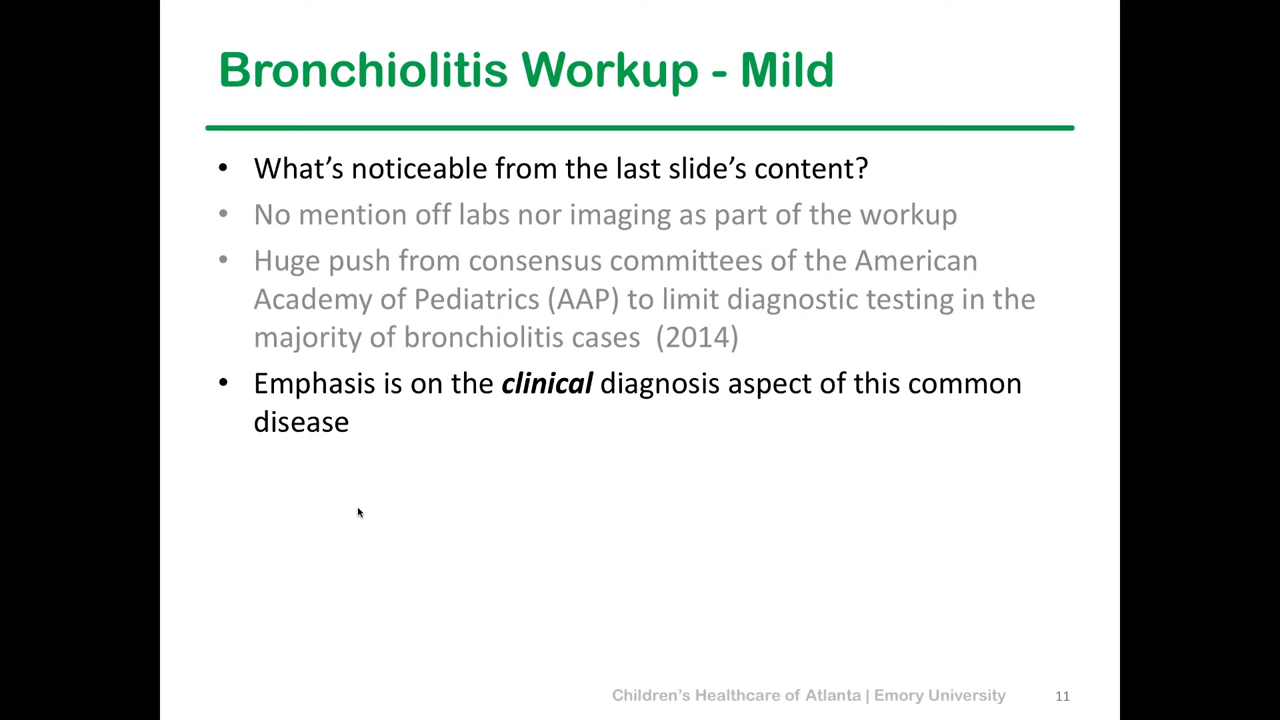 Bronchiolitis Workup - Mild
• What’s noticeable from the last slide’s content?
• No mention off labs nor imaging as part of the workup
• Huge push from consensus committees of the American
Academy of Pediatrics (AAP) to limit diagnostic testing in the
majority of bronchiolitis cases  (2014)
• Emphasis is on the clinical diagnosis aspect of this common
disease
Children’s Healthcare of Atlanta | Emory University 11